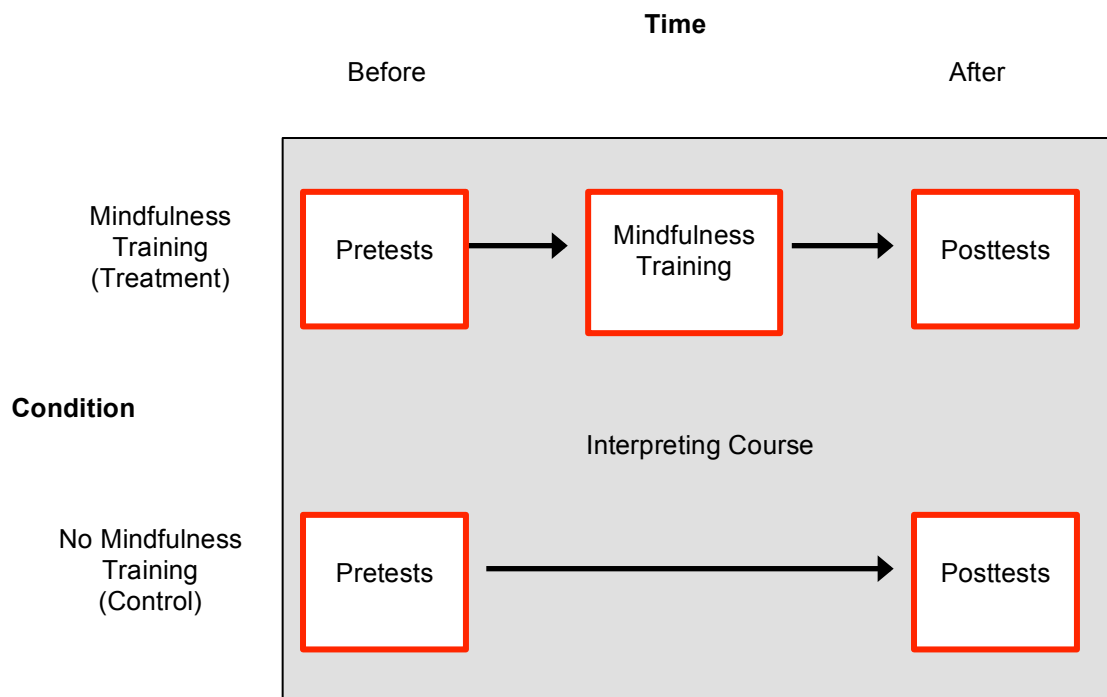 Time
Before
After
Mindfulness
Training
(Treatment)
Pretests
Mindfulness
Training
Posttests
Condition
Interpreting Course
No Mindfulness
Training
(Control)
Pretests
Posttests